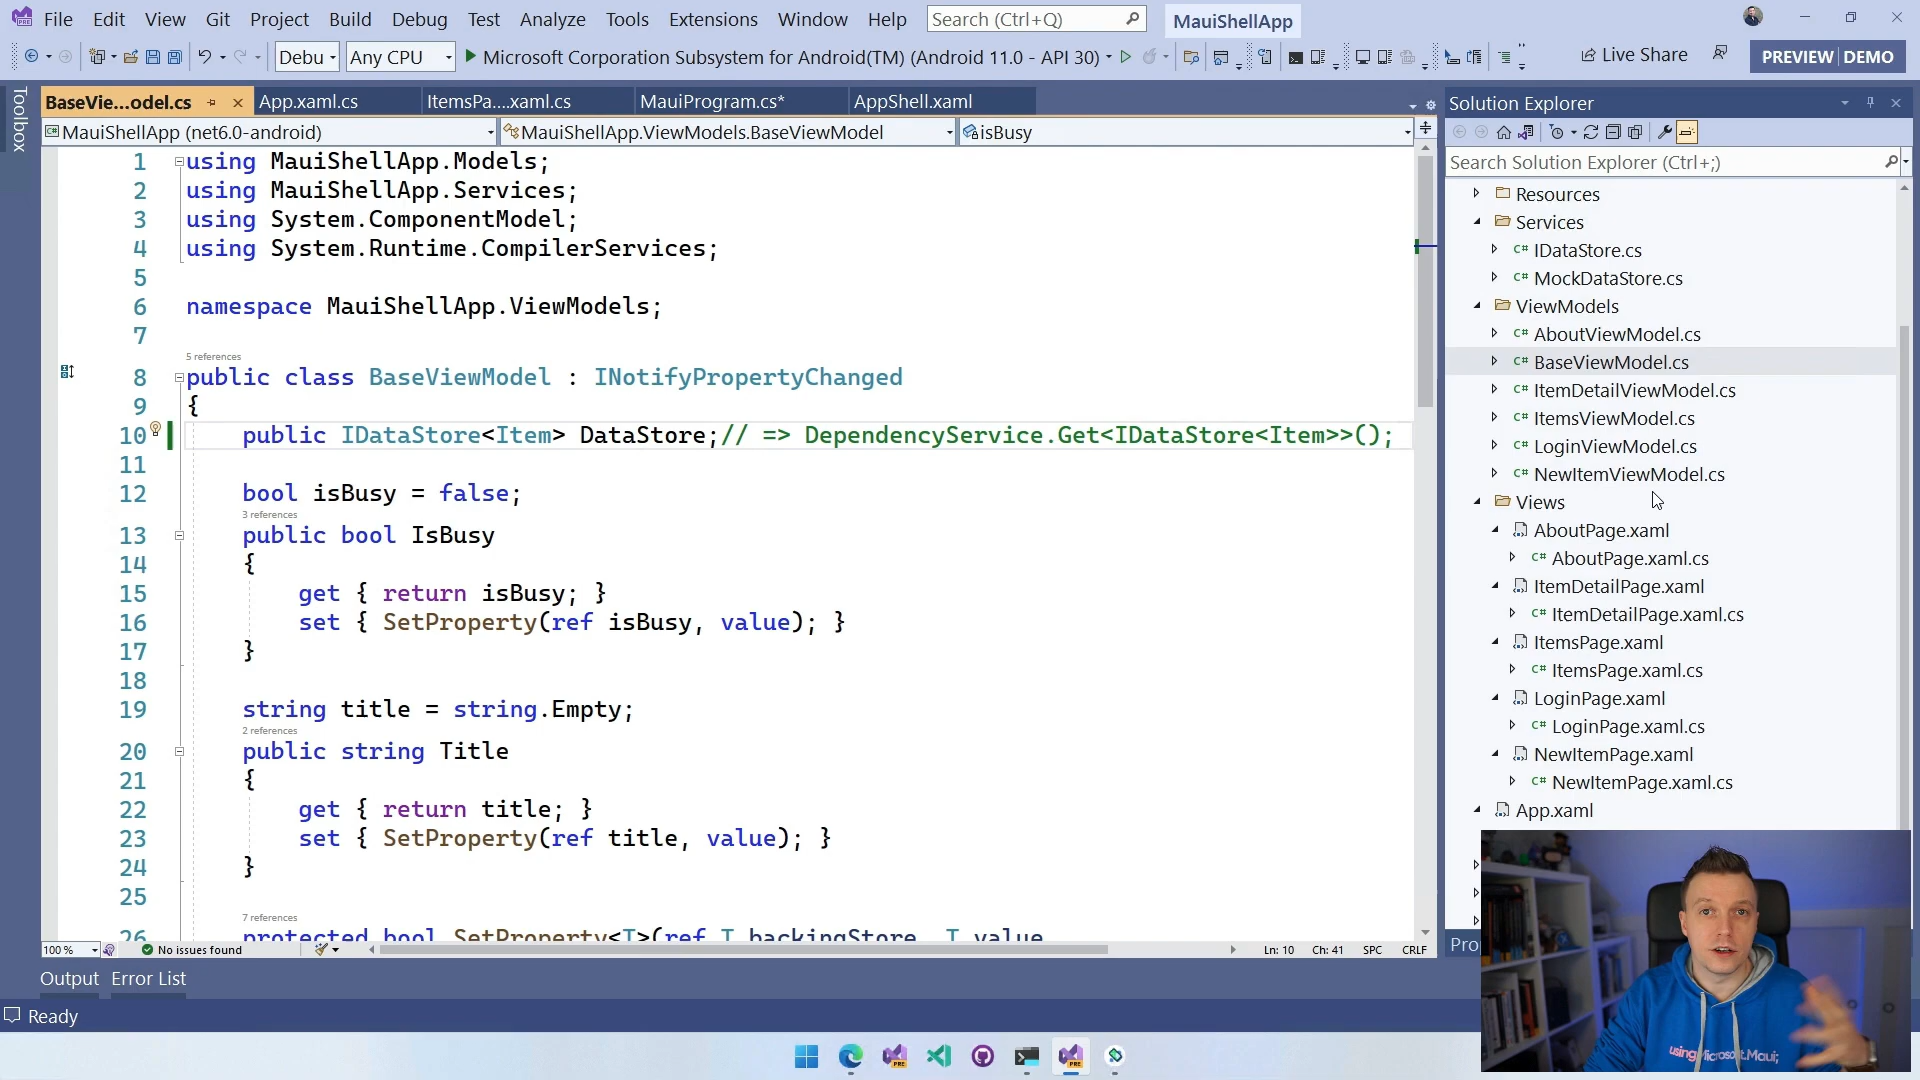 File Edit View Git Project Build Debug Test Analyze Tools Extensions Window Help Search (Ctrl+Q) MauiShellApp
Debu Any CPU Microsoft Corporation Subsystem for Android(TM) (Android 11.0 - API 30) Live Share PREVIEW DEMO
Toolbox
BaseVie...odel.cs App.xaml.cs ItemsPa....xaml.cs MauiProgram.cs* AppShell.xaml
MauiShellApp (net6.0-android) MauiShellApp.ViewModels.BaseViewModel isBusy
1 using MauiShellApp.Models;
2 using MauiShellApp.Services;
3 using System.ComponentModel;
4 using System.Runtime.CompilerServices;
5
6 namespace MauiShellApp.ViewModels;
7
5 references
8 public class BaseViewModel : INotifyPropertyChanged
9 {
10 public IDataStore<Item> DataStore;// => DependencyService.Get<IDataStore<Item>>();
11
12 bool isBusy = false;
3 references
13 public bool IsBusy
14 {
15 get { return isBusy; }
16 set { SetProperty(ref isBusy, value); }
17 }
18
19 string title = string.Empty;
2 references
20 public string Title
21 {
22 get { return title; }
23 set { SetProperty(ref title, value); }
24 }
25
7 references
26 protected bool SetProperty<T>(ref T backingStore, T value,
100 % No issues found Ln: 10 Ch: 41 SPC CRLF
Output Error List
Ready
Solution Explorer
Search Solution Explorer (Ctrl+;)
Resources
Services
C# IDataStore.cs
C# MockDataStore.cs
ViewModels
C# AboutViewModel.cs
C# BaseViewModel.cs
C# ItemDetailViewModel.cs
C# ItemsViewModel.cs
C# LoginViewModel.cs
C# NewItemViewModel.cs
Views
AboutPage.xaml
C# AboutPage.xaml.cs
ItemDetailPage.xaml
C# ItemDetailPage.xaml.cs
ItemsPage.xaml
C# ItemsPage.xaml.cs
LoginPage.xaml
C# LoginPage.xaml.cs
NewItemPage.xaml
C# NewItemPage.xaml.cs
App.xaml
Pro
using Microsoft.Maui;